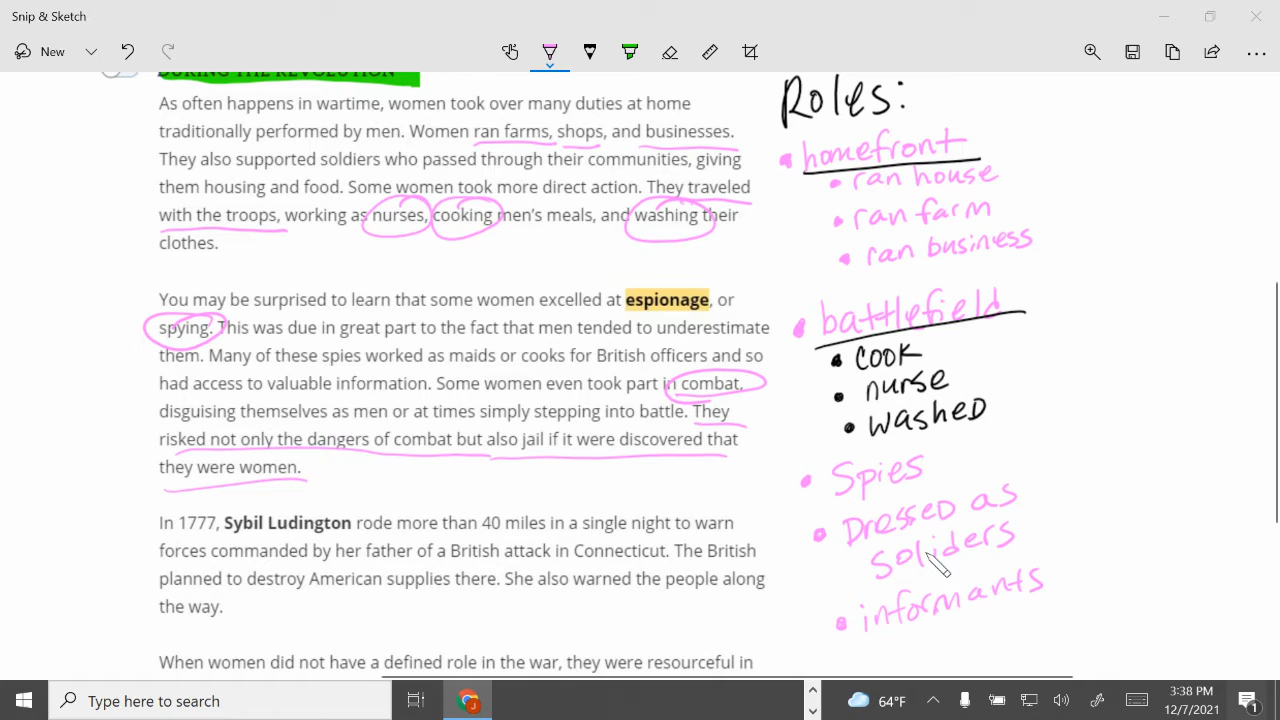 Snip & Sketch
New
DURING THE REVOLUTION
As often happens in wartime, women took over many duties at home
traditionally performed by men. Women ran farms, shops, and businesses.
They also supported soldiers who passed through their communities, giving
them housing and food. Some women took more direct action. They traveled
with the troops, working as nurses, cooking men's meals, and washing their
clothes.
You may be surprised to learn that some women excelled at espionage, or
spying. This was due in great part to the fact that men tended to underestimate
them. Many of these spies worked as maids or cooks for British officers and so
had access to valuable information. Some women even took part in combat,
disguising themselves as men or at times simply stepping into battle. They
risked not only the dangers of combat but also jail if it were discovered that
they were women.
In 1777, Sybil Ludington rode more than 40 miles in a single night to warn
forces commanded by her father of a British attack in Connecticut. The British
planned to destroy American supplies there. She also warned the people along
the way.
When women did not have a defined role in the war, they were resourceful in
Roles:
• homefront
• ran house
• ran farm
• ran business
• battlefield
• cook
• nurse
• washed
• Spies
• Dressed as
soliders
• informants
Type here to search
64°F
3:38 PM
12/7/2021
1